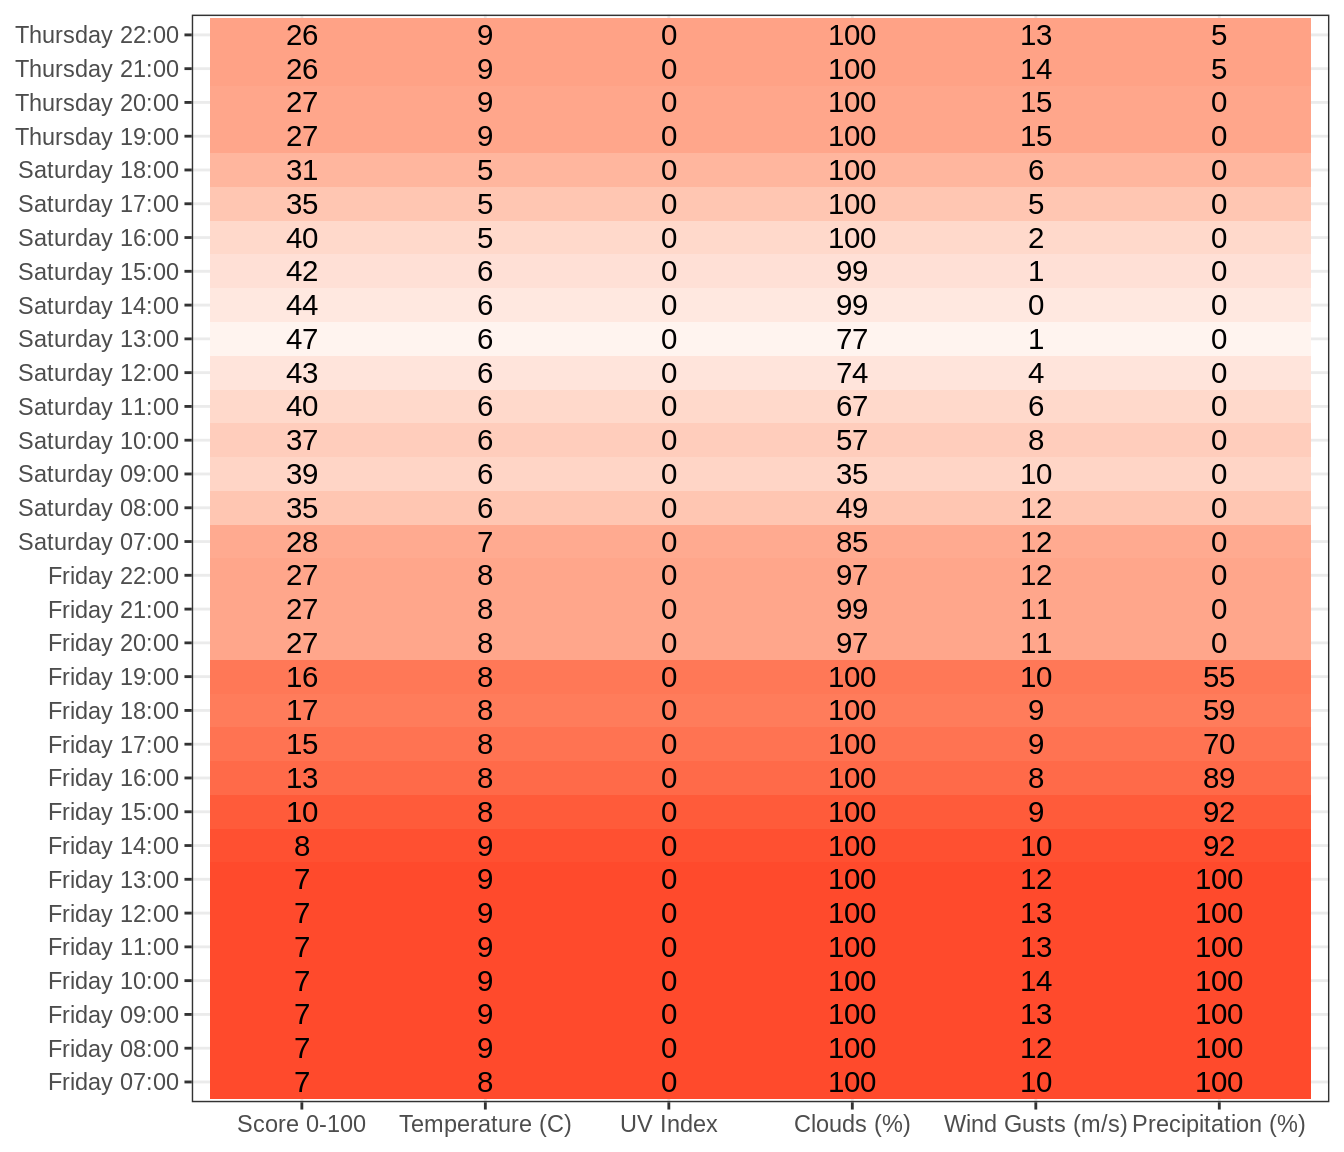 Thursday 22:00 26 9 0 100 13 5
Thursday 21:00 26 9 0 100 14 5
Thursday 20:00 27 9 0 100 15 0
Thursday 19:00 27 9 0 100 15 0
Saturday 18:00 31 5 0 100 6 0
Saturday 17:00 35 5 0 100 5 0
Saturday 16:00 40 5 0 100 2 0
Saturday 15:00 42 6 0 99 1 0
Saturday 14:00 44 6 0 99 0 0
Saturday 13:00 47 6 0 77 1 0
Saturday 12:00 43 6 0 74 4 0
Saturday 11:00 40 6 0 67 6 0
Saturday 10:00 37 6 0 57 8 0
Saturday 09:00 39 6 0 35 10 0
Saturday 08:00 35 6 0 49 12 0
Saturday 07:00 28 7 0 85 12 0
Friday 22:00 27 8 0 97 12 0
Friday 21:00 27 8 0 99 11 0
Friday 20:00 27 8 0 97 11 0
Friday 19:00 16 8 0 100 10 55
Friday 18:00 17 8 0 100 9 59
Friday 17:00 15 8 0 100 9 70
Friday 16:00 13 8 0 100 8 89
Friday 15:00 10 8 0 100 9 92
Friday 14:00 8 9 0 100 10 92
Friday 13:00 7 9 0 100 12 100
Friday 12:00 7 9 0 100 13 100
Friday 11:00 7 9 0 100 13 100
Friday 10:00 7 9 0 100 14 100
Friday 09:00 7 9 0 100 13 100
Friday 08:00 7 9 0 100 12 100
Friday 07:00 7 8 0 100 10 100
Score 0-100 Temperature (C) UV Index Clouds (%) Wind Gusts (m/s) Precipitation (%)